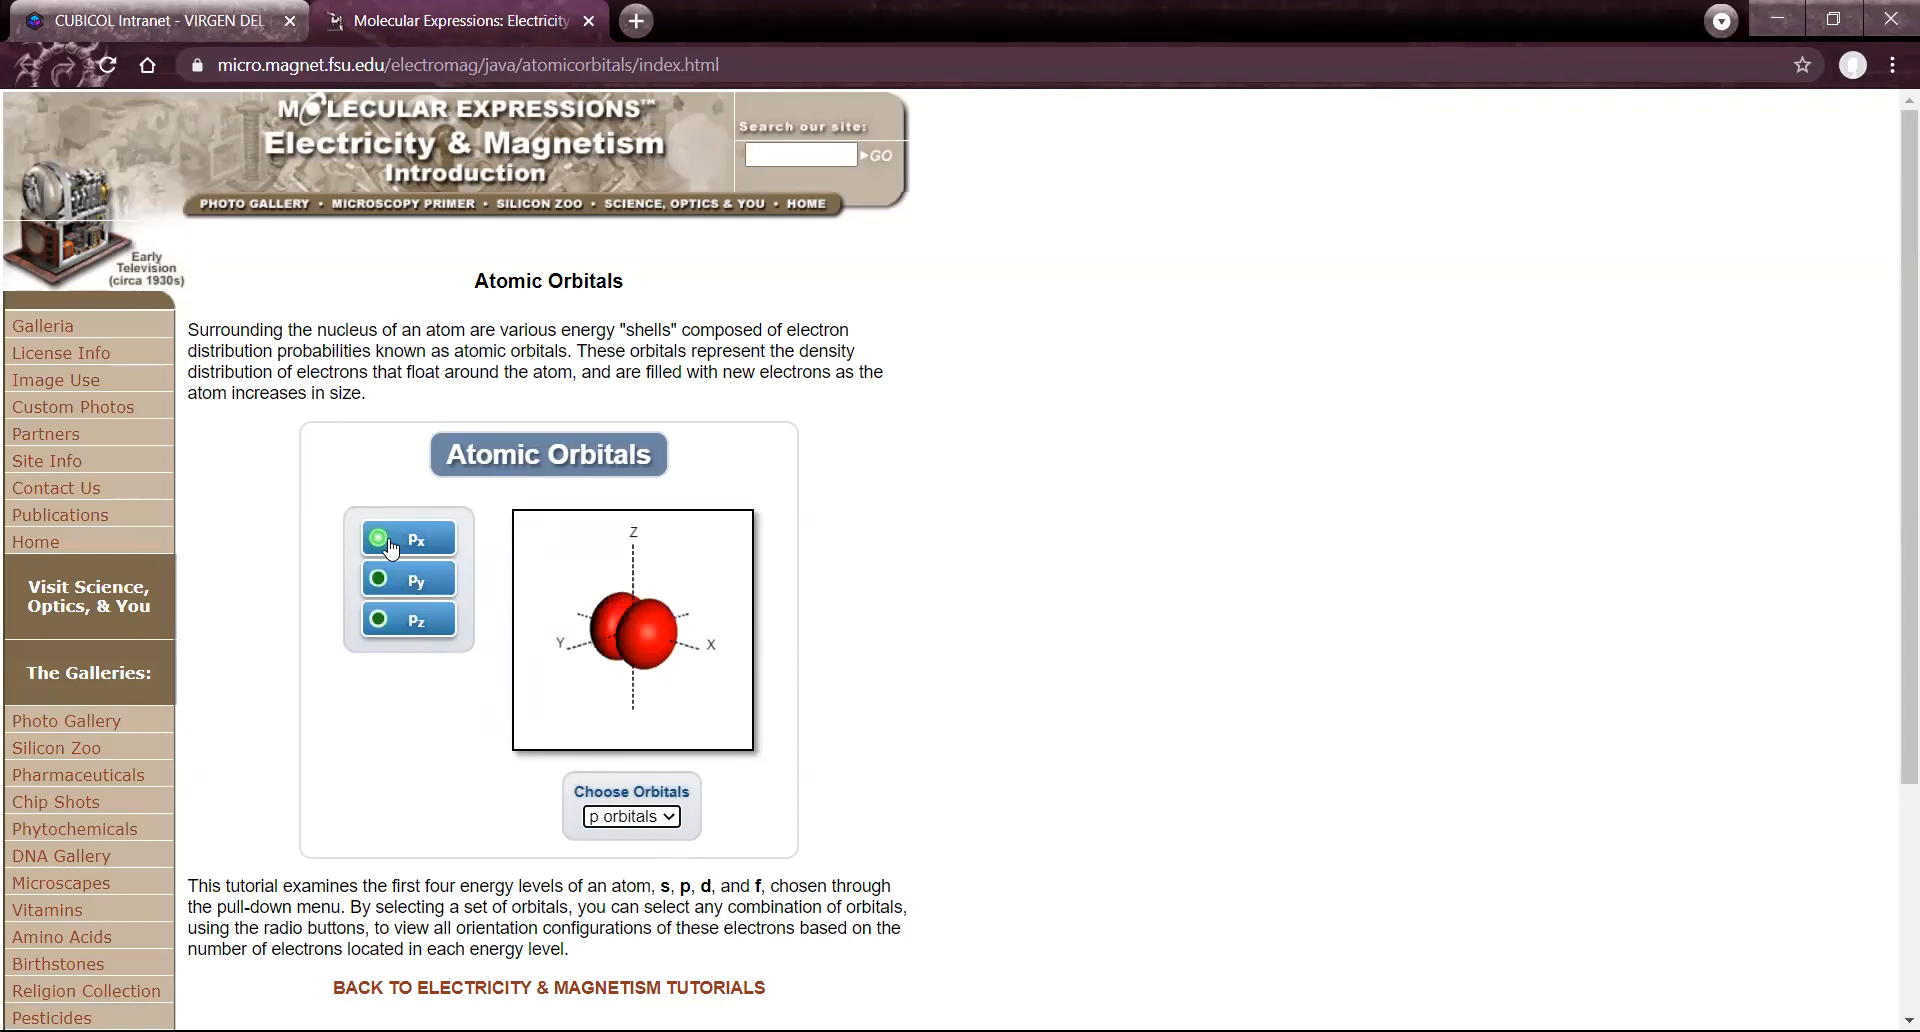 CUBICOL Intranet - VIRGEN DEL
Molecular Expressions: Electricity
micro.magnet.fsu.edu/electromag/java/atomicorbitals/index.html
MOLECULAR EXPRESSIONS™
Electricity & Magnetism
Introduction
Search our site:
GO
PHOTO GALLERY • MICROSCOPY PRIMER • SILICON ZOO • SCIENCE, OPTICS & YOU • HOME
Early
Television
(circa 1930s)
Galleria
License Info
Image Use
Custom Photos
Partners
Site Info
Contact Us
Publications
Home
Visit Science,
Optics, & You
The Galleries:
Photo Gallery
Silicon Zoo
Pharmaceuticals
Chip Shots
Phytochemicals
DNA Gallery
Microscapes
Vitamins
Amino Acids
Birthstones
Religion Collection
Pesticides
Atomic Orbitals
Surrounding the nucleus of an atom are various energy "shells" composed of electron
distribution probabilities known as atomic orbitals. These orbitals represent the density
distribution of electrons that float around the atom, and are filled with new electrons as the
atom increases in size.
Atomic Orbitals
px
py
pz
Z
Y
X
Choose Orbitals
p orbitals
This tutorial examines the first four energy levels of an atom, s, p, d, and f, chosen through
the pull-down menu. By selecting a set of orbitals, you can select any combination of orbitals,
using the radio buttons, to view all orientation configurations of these electrons based on the
number of electrons located in each energy level.
BACK TO ELECTRICITY & MAGNETISM TUTORIALS